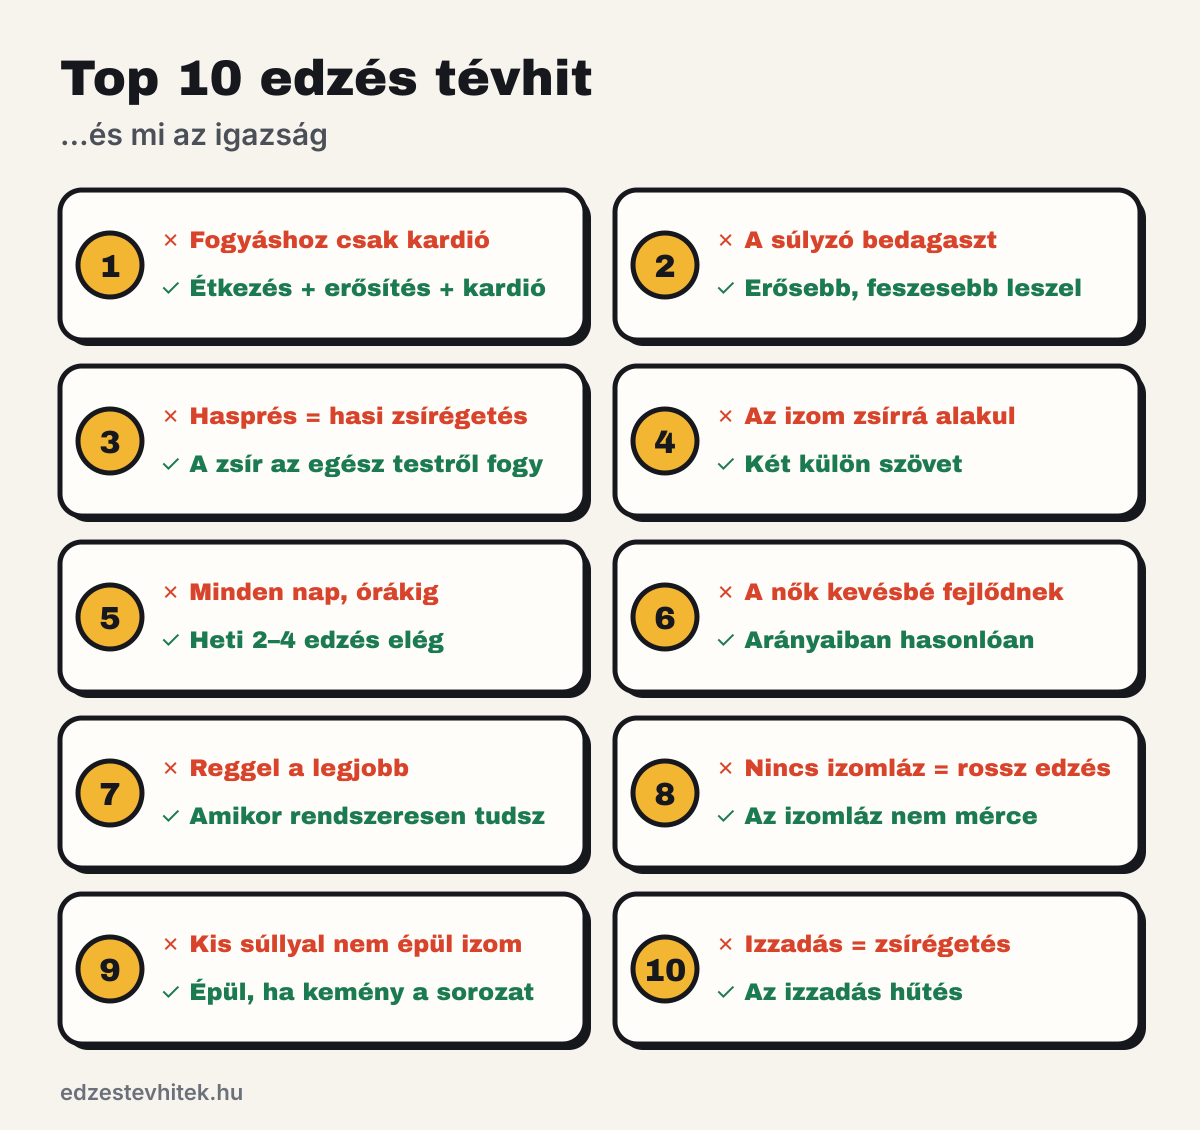 Top 10 edzés tévhit
...és mi az igazság
1
× Fogyáshoz csak kardió
✓ Étkezés + erősítés + kardió
2
× A súlyzó bedagaszt
✓ Erősebb, feszesebb leszel
3
× Hasprés = hasi zsírégetés
✓ A zsír az egész testről fogy
4
× Az izom zsírrá alakul
✓ Két külön szövet
5
× Minden nap, órákig
✓ Heti 2–4 edzés elég
6
× A nők kevésbé fejlődnek
✓ Arányaiban hasonlóan
7
× Reggel a legjobb
✓ Amikor rendszeresen tudsz
8
× Nincs izomláz = rossz edzés
✓ Az izomláz nem mérce
9
× Kis súllyal nem épül izom
✓ Épül, ha kemény a sorozat
10
× Izzadás = zsírégetés
✓ Az izzadás hűtés
edzestevhitek.hu